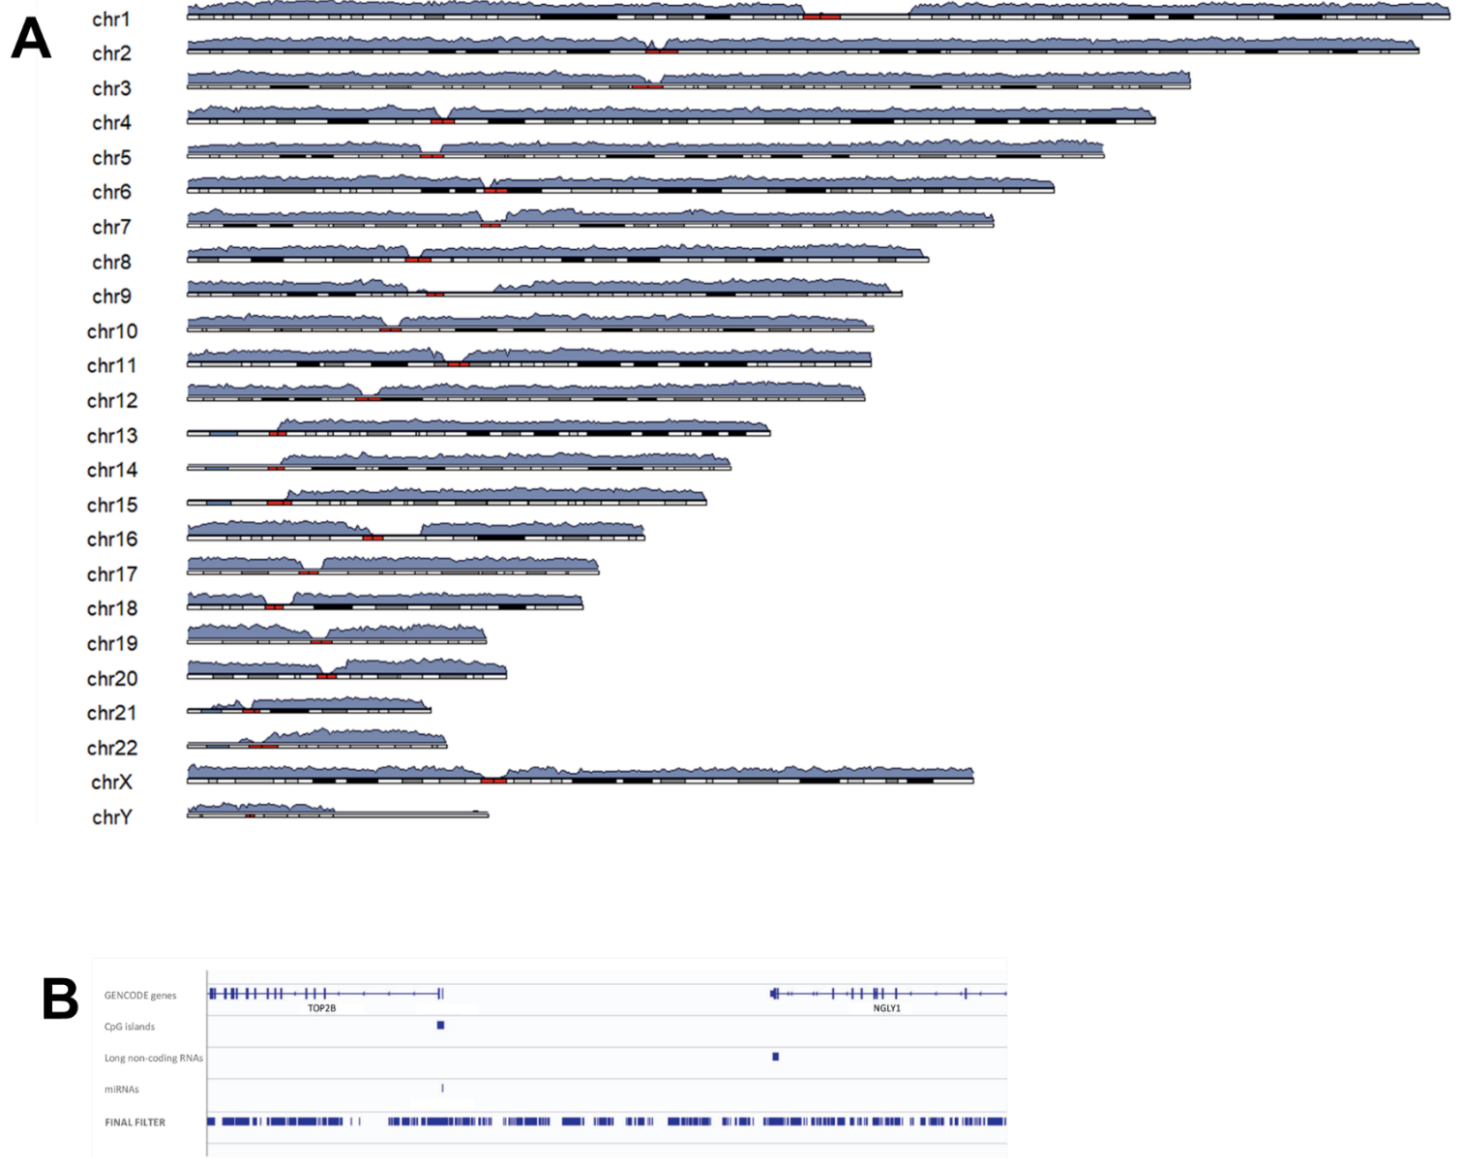 A
chr1
chr2
chr3
chr4
chr5
chr6
chr7
chr8
chr9
chr10
chr11
chr12
chr13
chr14
chr15
chr16
chr17
chr18
chr19
chr20
chr21
chr22
chrX
chrY
B
GENCODE genes
TOP2B NGLY1
CpG islands
Long non-coding RNAs
miRNAs
FINAL FILTER